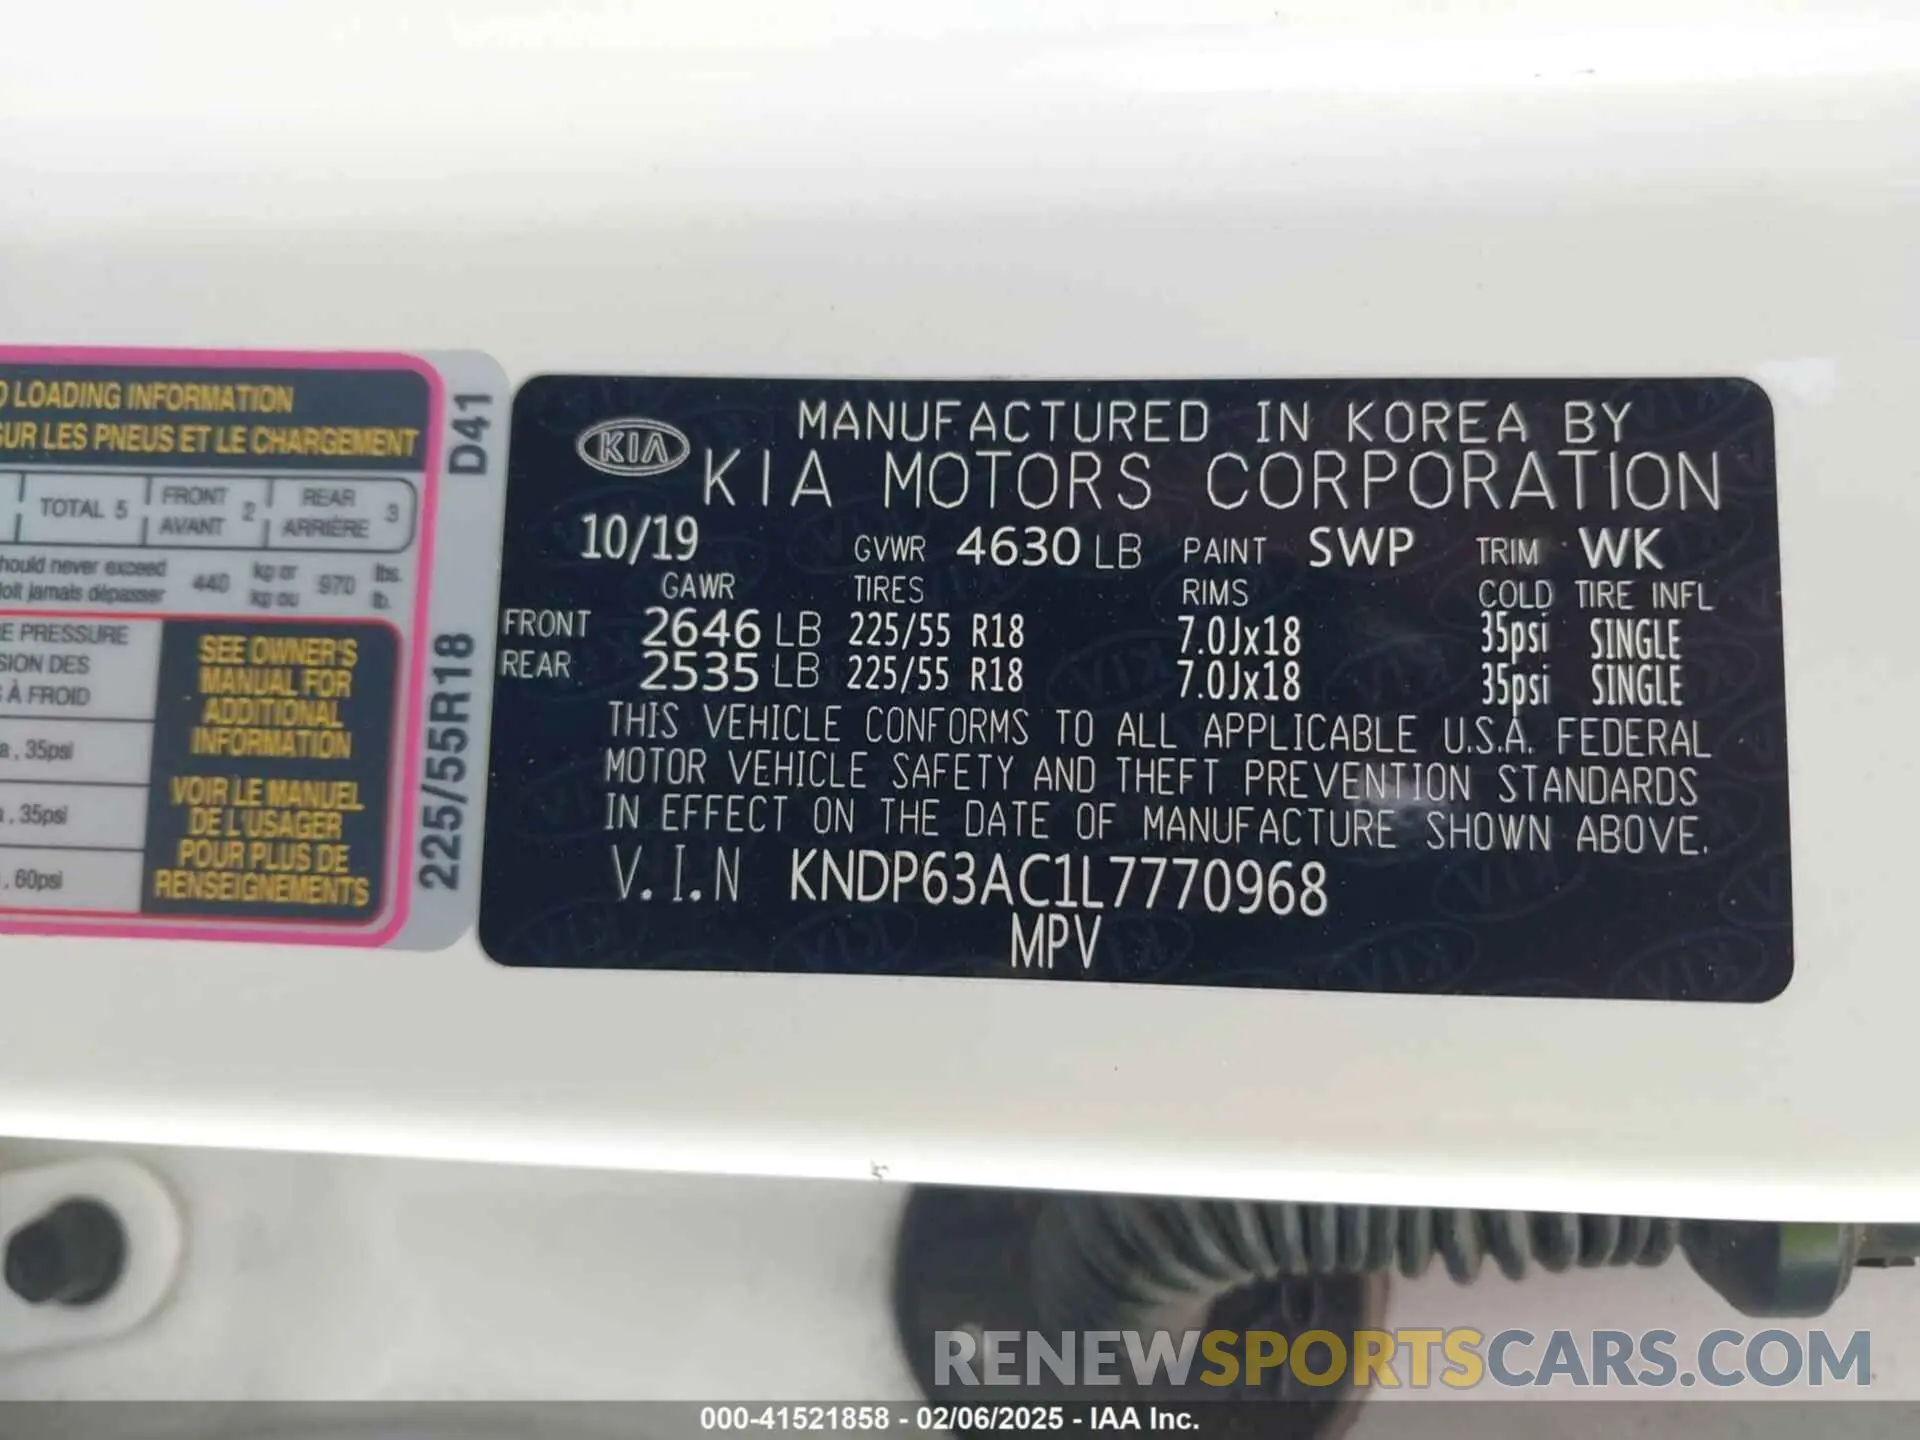 O LOADING INFORMATION
SUR LES PNEUS ET LE CHARGEMENT
TOTAL 5
FRONT
AVANT
2
REAR
ARRIÈRE
3
should never exceed
doit jamais dépasser
440
kg or
kg ou
970
lbs.
lb.
RE PRESSURE
SION DES
À FROID
a, 35psi
a, 35psi
, 60psi
SEE OWNER'S
MANUAL FOR
ADDITIONAL
INFORMATION
VOIR LE MANUEL
DE L'USAGER
POUR PLUS DE
RENSEIGNEMENTS
D41
225/55R18
KIA
MANUFACTURED IN KOREA BY
KIA MOTORS CORPORATION
10/19 GVWR 4630 LB PAINT SWP TRIM WK
GAWR TIRES RIMS COLD TIRE INFL
FRONT 2646 LB 225/55 R18 7.0Jx18 35psi SINGLE
REAR 2535 LB 225/55 R18 7.0Jx18 35psi SINGLE
THIS VEHICLE CONFORMS TO ALL APPLICABLE U.S.A. FEDERAL
MOTOR VEHICLE SAFETY AND THEFT PREVENTION STANDARDS
IN EFFECT ON THE DATE OF MANUFACTURE SHOWN ABOVE.
V.I.N KNDP63AC1L7770968
MPV
RENEWSPORTSCARS.COM
000-41521858 - 02/06/2025 - IAA Inc.